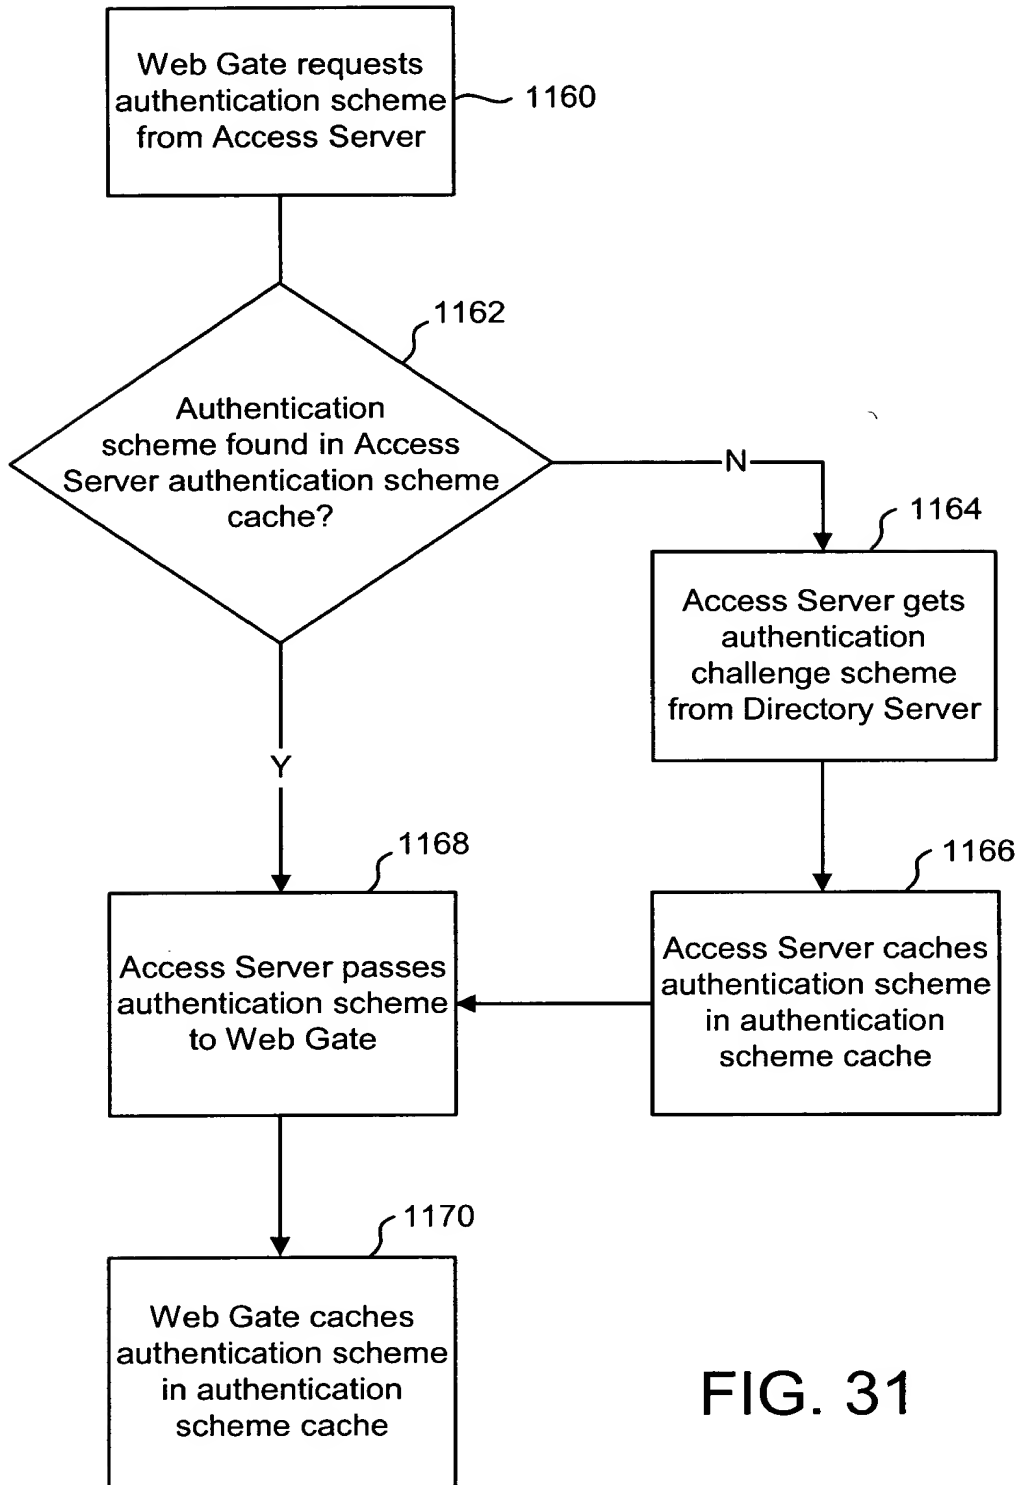 Web Gate requests
authentication scheme
from Access Server
1160
1162
Authentication
scheme found in Access
Server authentication scheme
cache?
N
1164
Access Server gets
authentication
challenge scheme
from Directory Server
Y
1168
1166
Access Server passes
authentication scheme
to Web Gate
Access Server caches
authentication scheme
in authentication
scheme cache
1170
Web Gate caches
authentication scheme
in authentication
scheme cache
FIG. 31